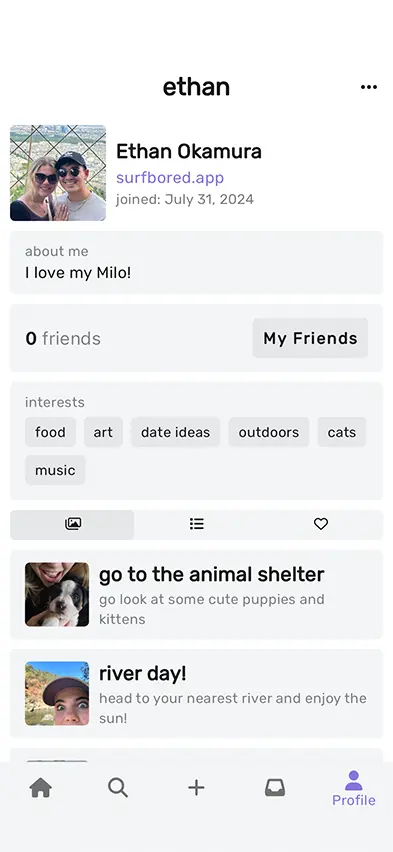 ethan
Ethan Okamura
surfbored.app
joined: July 31, 2024
about me
I love my Milo!
0 friends
My Friends
interests
food
art
date ideas
outdoors
cats
music
go to the animal shelter
go look at some cute puppies and
kittens
river day!
head to your nearest river and enjoy the
sun!
Profile